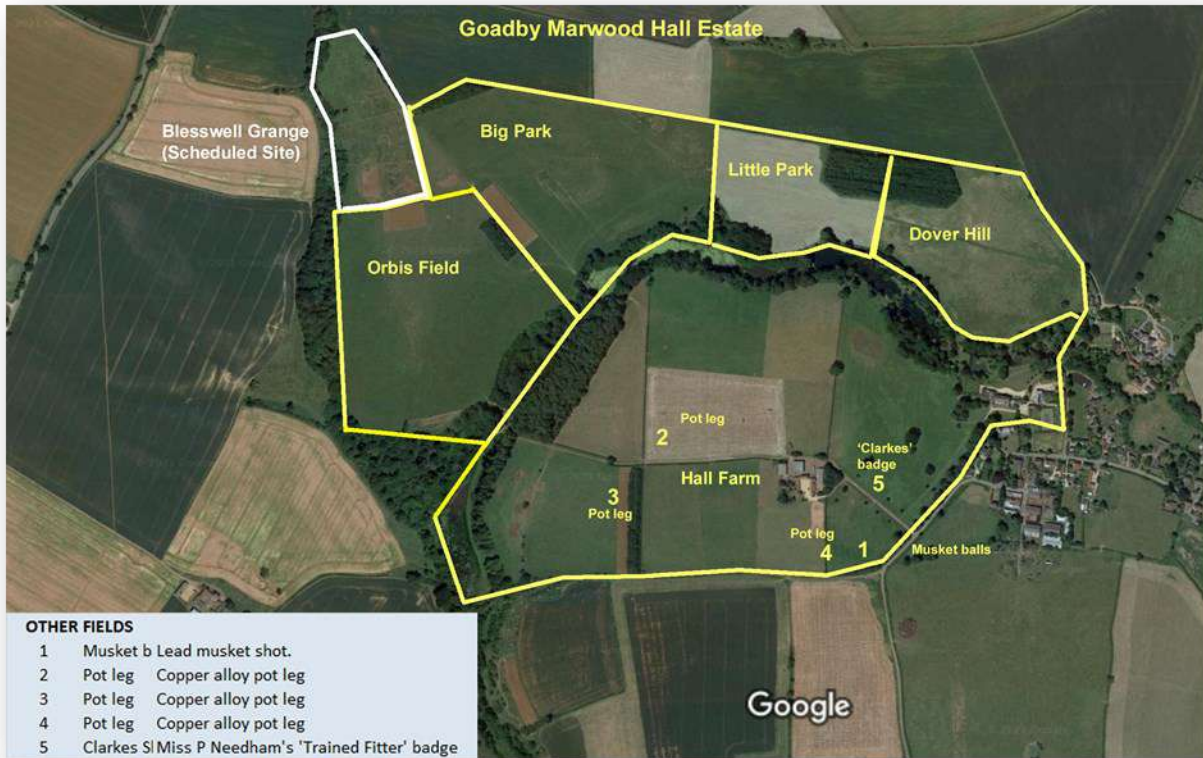 Goadby Marwood Hall Estate
Blesswell Grange
(Scheduled Site)
Big Park
Little Park
Dover Hill
Orbis Field
Pot leg
2
Hall Farm
'Clarkes'
badge
5
3
Pot leg
Pot leg
4
1
Musket balls
OTHER FIELDS
1 Musket b Lead musket shot.
2 Pot leg Copper alloy pot leg
3 Pot leg Copper alloy pot leg
4 Pot leg Copper alloy pot leg
5 Clarkes S Miss P Needham's 'Trained Fitter' badge
Google